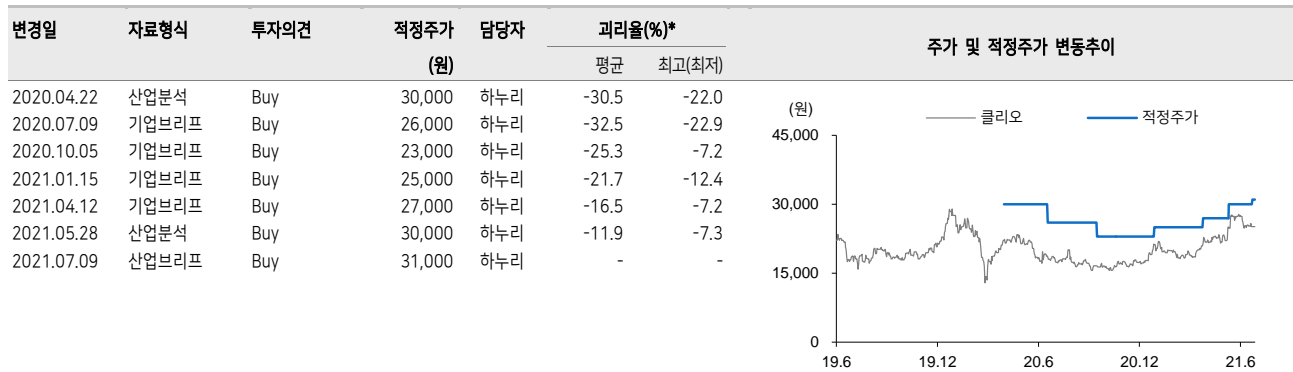 변경일 자료형식 투자의견 적정주가 담당자 괴리율(%)* 주가 및 적정주가 변동추이
(원) 평균 최고(최저)
2020.04.22 산업분석 Buy 30,000 하누리 -30.5 -22.0
2020.07.09 기업브리프 Buy 26,000 하누리 -32.5 -22.9
2020.10.05 기업브리프 Buy 23,000 하누리 -25.3 -7.2
2021.01.15 기업브리프 Buy 25,000 하누리 -21.7 -12.4
2021.04.12 기업브리프 Buy 27,000 하누리 -16.5 -7.2
2021.05.28 산업분석 Buy 30,000 하누리 -11.9 -7.3
2021.07.09 산업브리프 Buy 31,000 하누리 - -
(원) 클리오 적정주가
45,000
30,000
15,000
0
19.6 19.12 20.6 20.12 21.6